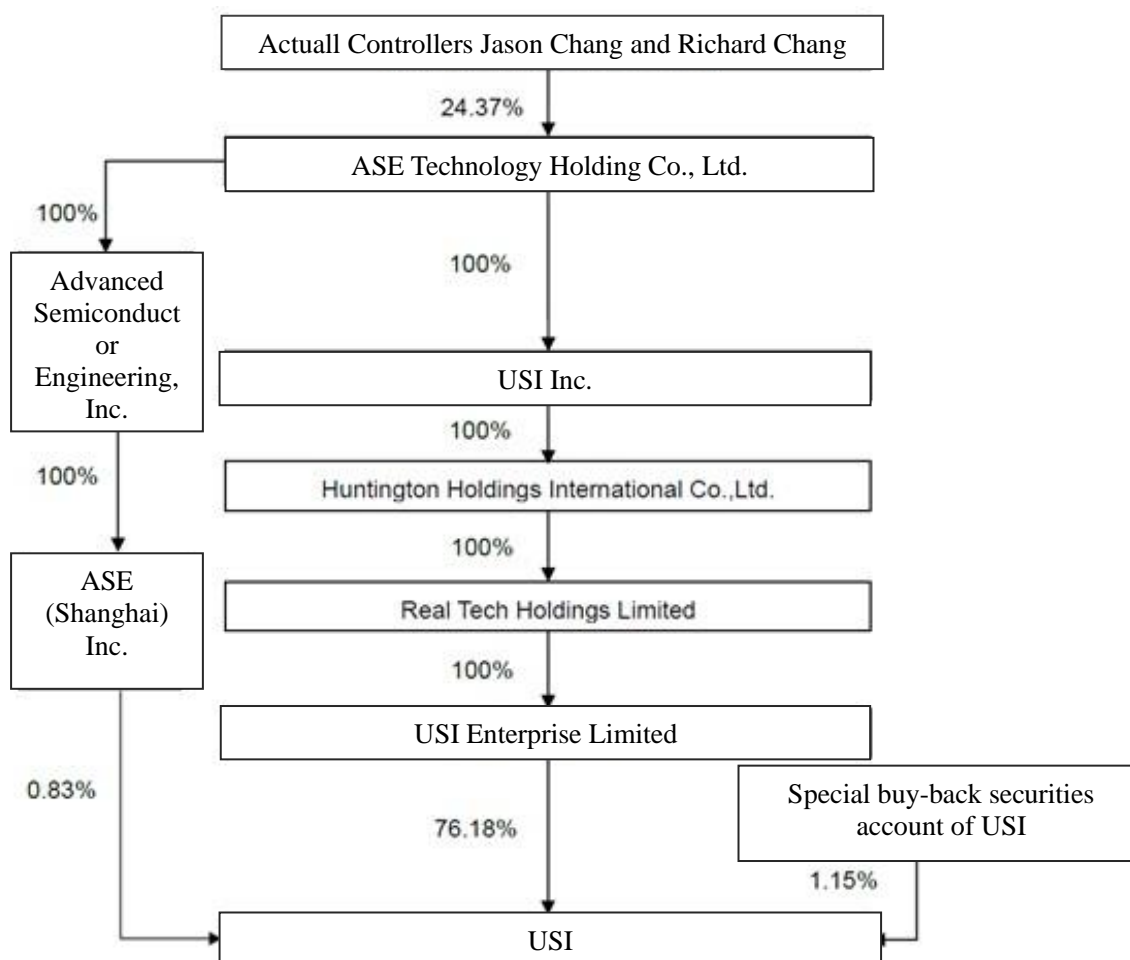 Actuall Controllers Jason Chang and Richard Chang
24.37%
ASE Technology Holding Co., Ltd.
100%
Advanced
Semiconduct
or
Engineering,
Inc.
100%
USI Inc.
100%
100%
Huntington Holdings International Co.,Ltd.
100%
ASE
(Shanghai)
Inc.
Real Tech Holdings Limited
100%
USI Enterprise Limited
0.83%
76.18%
Special buy-back securities
account of USI
1.15%
USI